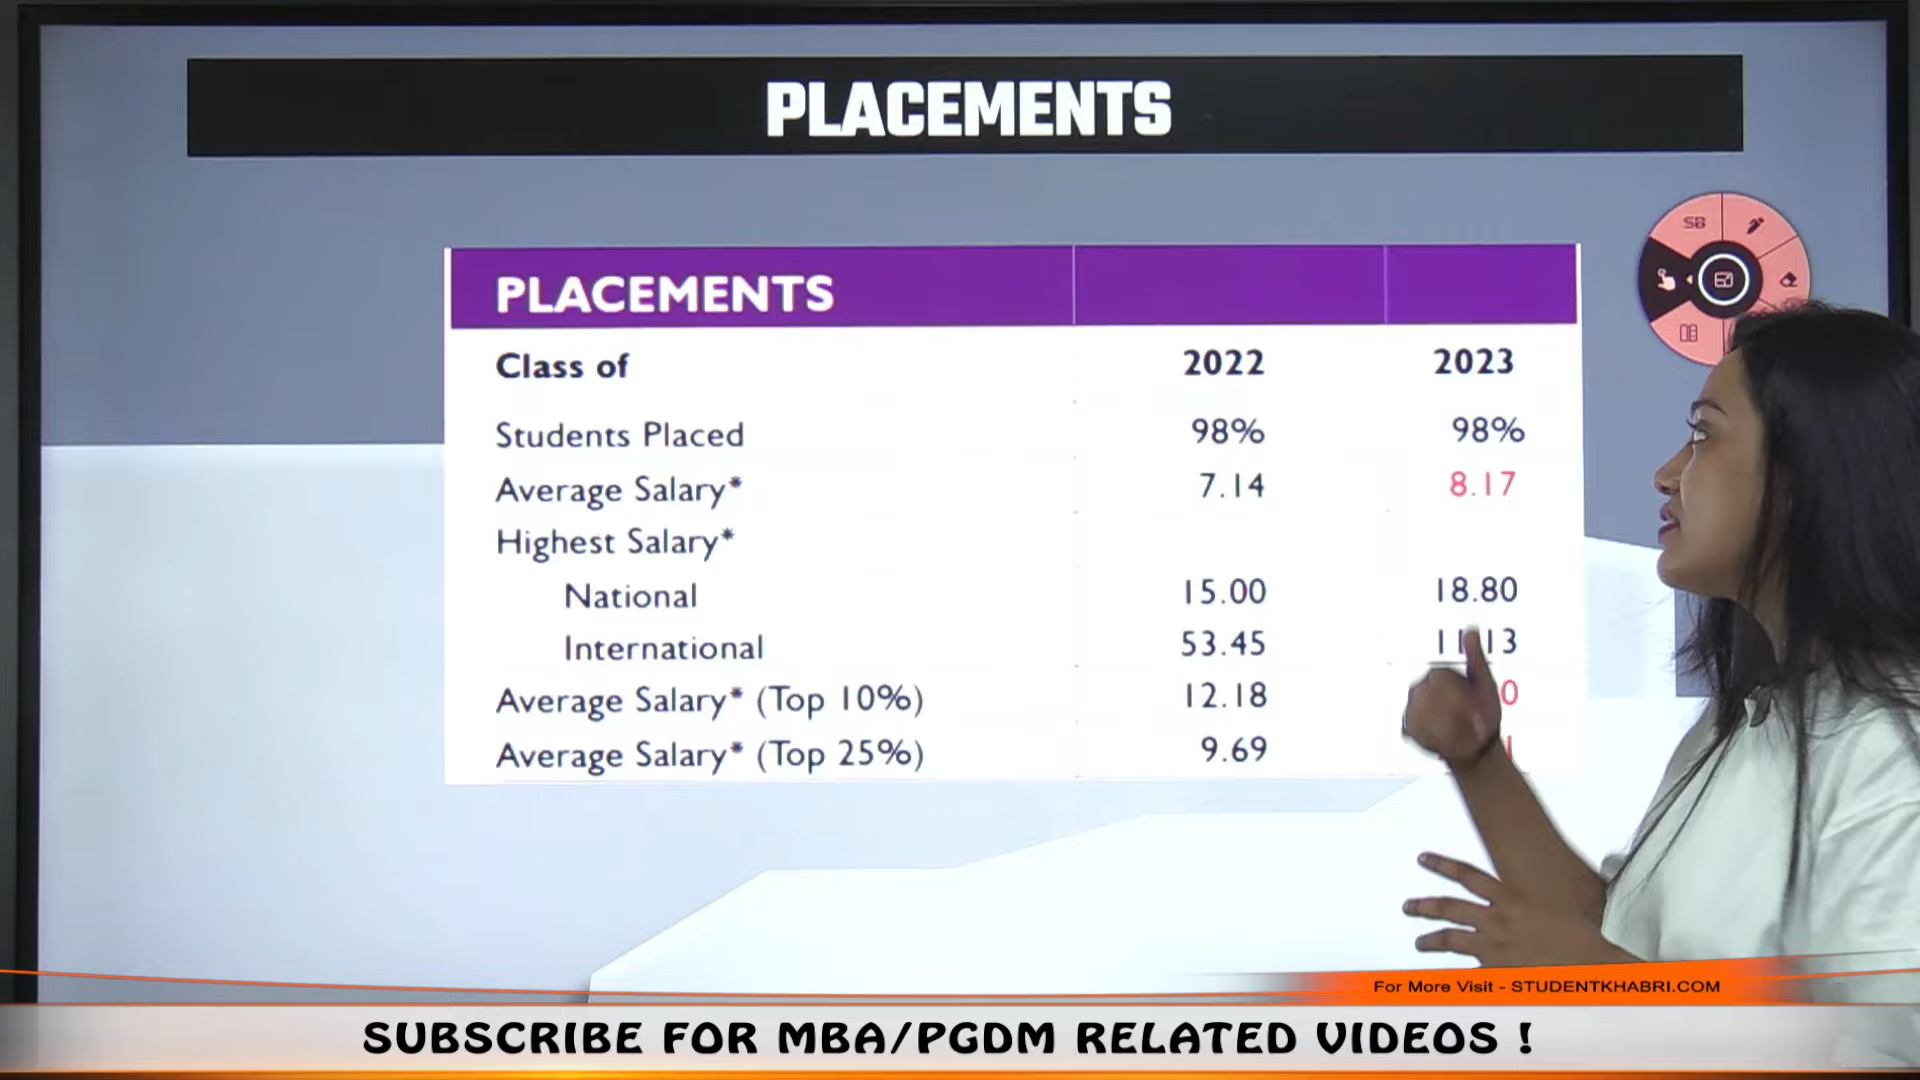 PLACEMENTS
SB
PLACEMENTS
Class of 2022 2023
Students Placed 98% 98%
Average Salary* 7.14 8.17
Highest Salary*
National 15.00 18.80
International 53.45
Average Salary* (Top 10%) 12.18
Average Salary* (Top 25%) 9.69
For More Visit - STUDENTKHABRI.COM
SUBSCRIBE FOR MBA/PGDM RELATED VIDEOS !